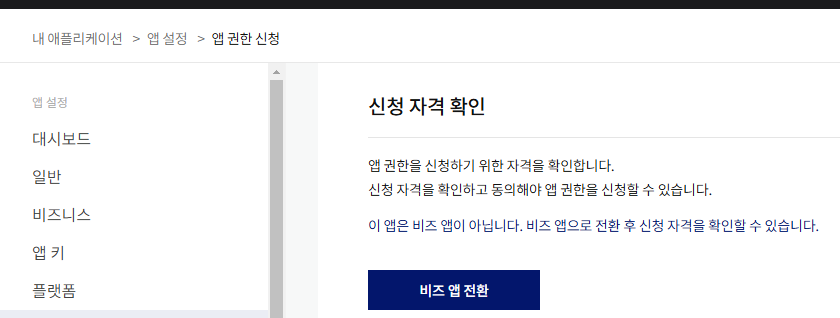 내 애플리케이션 > 앱 설정 > 앱 권한 신청
앱 설정
대시보드
일반
비즈니스
앱 키
플랫폼
신청 자격 확인
앱 권한을 신청하기 위한 자격을 확인합니다.
신청 자격을 확인하고 동의해야 앱 권한을 신청할 수 있습니다.
이 앱은 비즈 앱이 아닙니다. 비즈 앱으로 전환 후 신청 자격을 확인할 수 있습니다.
비즈 앱 전환